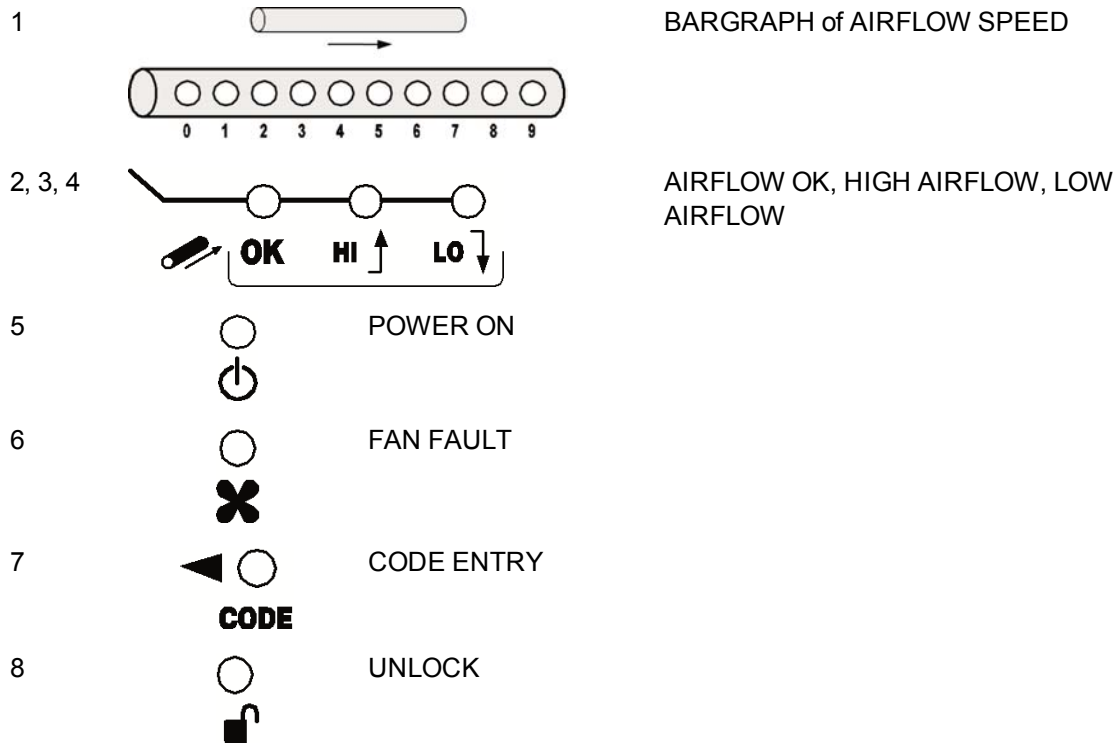 1 BARGRAPH of AIRFLOW SPEED
0 1 2 3 4 5 6 7 8 9
2, 3, 4 AIRFLOW OK, HIGH AIRFLOW, LOW
AIRFLOW
OK HI LO
5 POWER ON
6 FAN FAULT
7 CODE ENTRY
CODE
8 UNLOCK